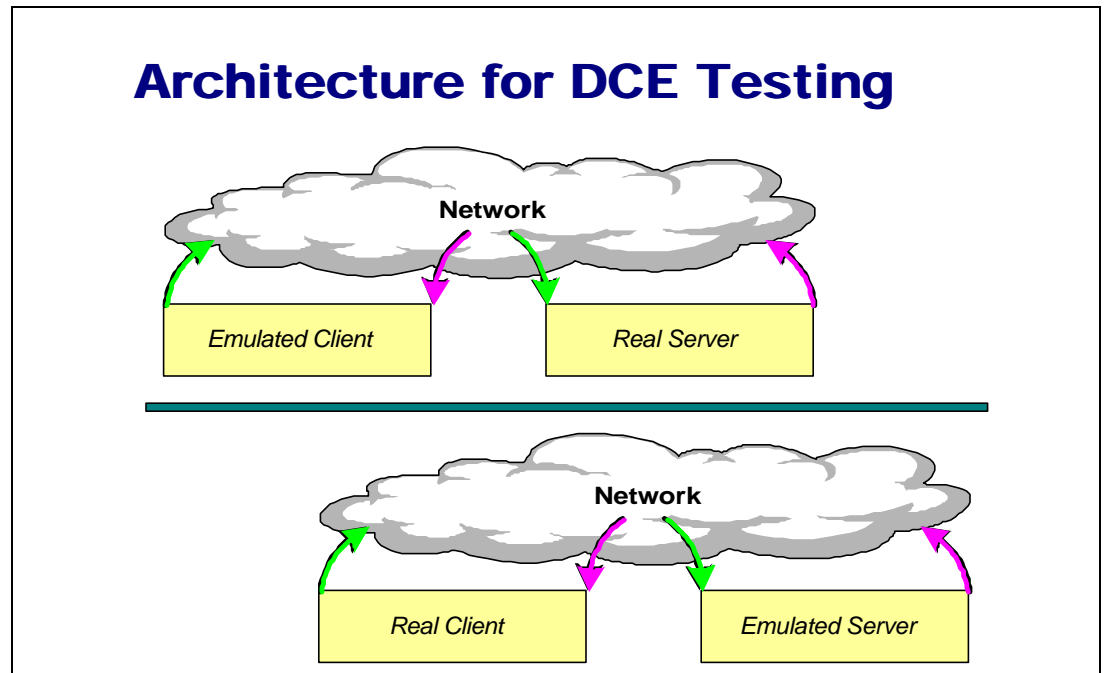 Architecture for DCE Testing
Network
Emulated Client
Real Server
Network
Real Client
Emulated Server